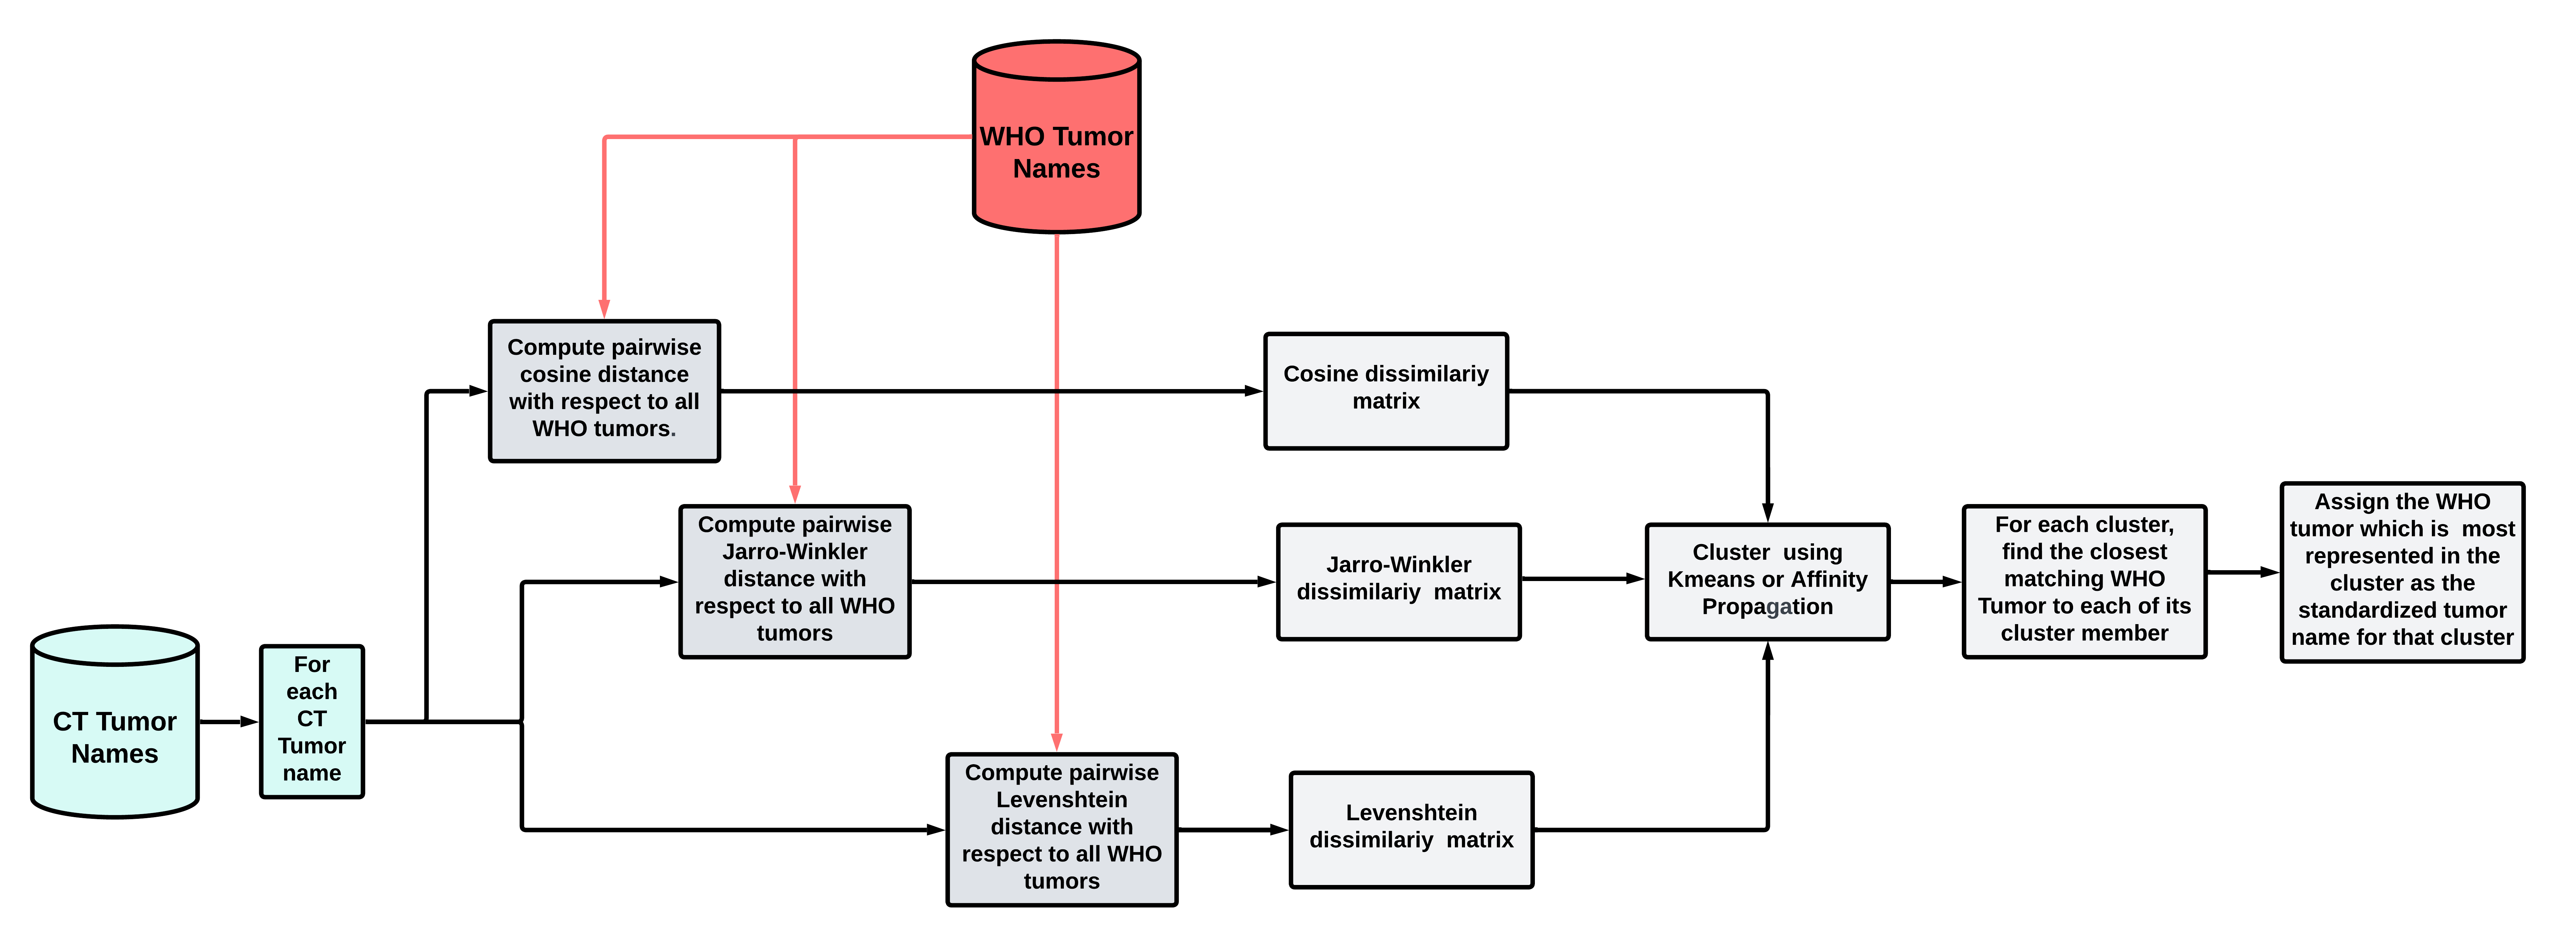 WHO Tumor
Names
Compute pairwise
cosine distance
with respect to all
WHO tumors.
Cosine dissimilariy
matrix
Compute pairwise
Jarro-Winkler
distance with
respect to all WHO
tumors
Jarro-Winkler
dissimilariy matrix
Cluster using
Kmeans or Affinity
Propagation
For each cluster,
find the closest
matching WHO
Tumor to each of its
cluster member
Assign the WHO
tumor which is most
represented in the
cluster as the
standardized tumor
name for that cluster
CT Tumor
Names
For
each
CT
Tumor
name
Compute pairwise
Levenshtein
distance with
respect to all WHO
tumors
Levenshtein
dissimilariy matrix